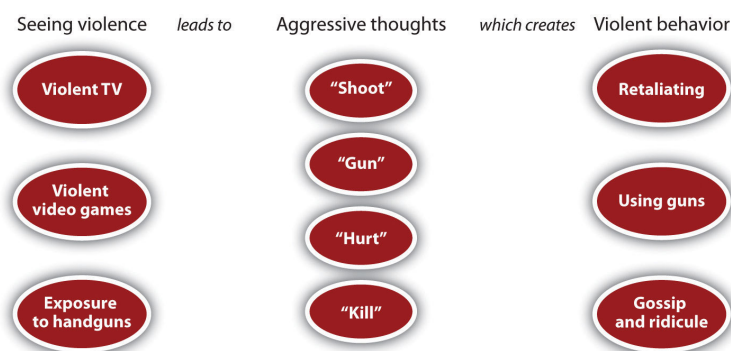 Seeing violence leads to Aggressive thoughts which creates Violent behavior
Violent TV
Violent
video games
Exposure
to handguns
“Shoot”
“Gun”
“Hurt”
“Kill”
Retaliating
Using guns
Gossip
and ridicule